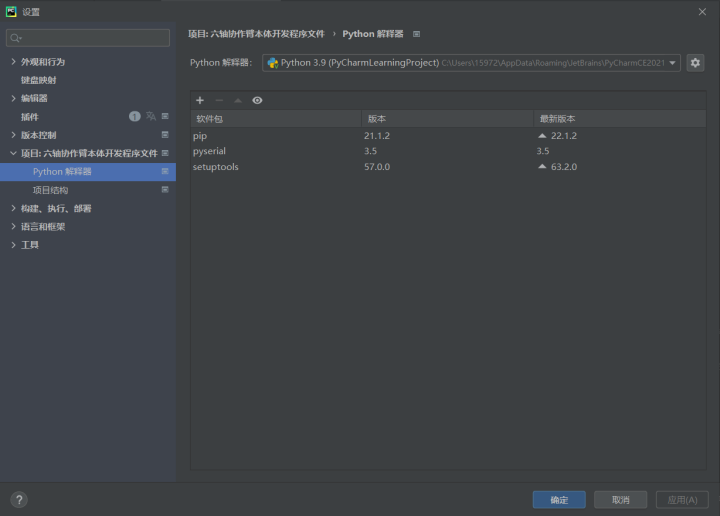 设置
外观和行为
键盘映射
编辑器
插件 1
版本控制
项目: 六轴协作臂本体开发程序文件
Python 解释器
项目结构
构建、执行、部署
语言和框架
工具
项目: 六轴协作臂本体开发程序文件 › Python 解释器
Python 解释器: Python 3.9 (PyCharmLearningProject) C:\Users\15972\AppData\Roaming\JetBrains\PyCharmCE2021
软件包 版本 最新版本
pip 21.1.2 22.1.2
pyserial 3.5 3.5
setuptools 57.0.0 63.2.0
? 确定 取消 应用(A)